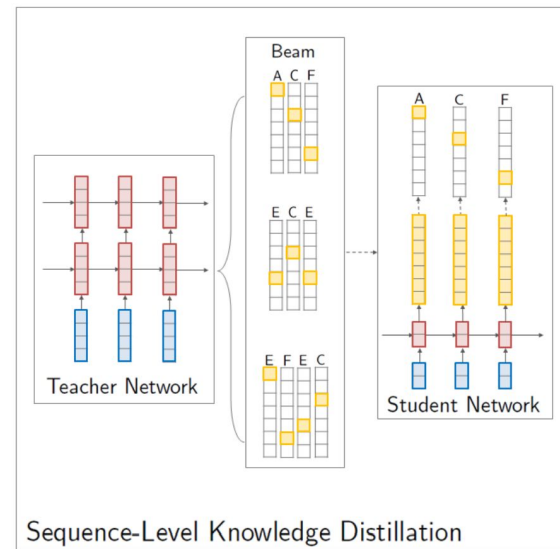 Beam
A C F
E C E
E F E C
Teacher Network
A C F
Student Network
Sequence-Level Knowledge Distillation